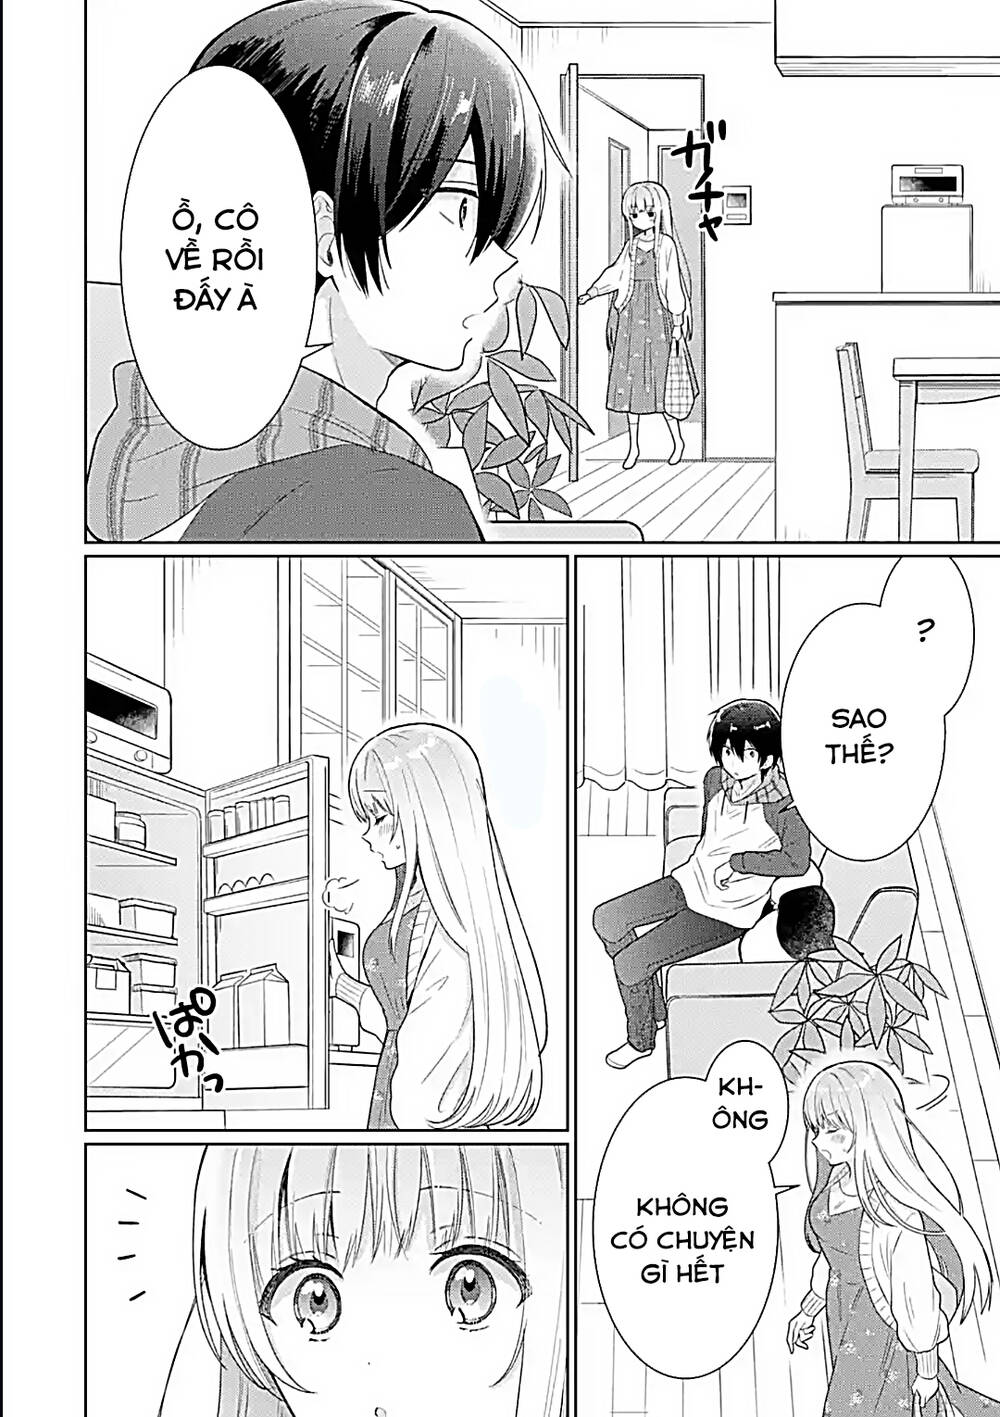 Ồ, CÔ
VỀ RỒI
ĐẤY À
ガチャ
?
SAO
THẾ?
KH-
ÔNG
KHÔNG
CÓ CHUYỆN
GÌ HẾT
ぱかっ